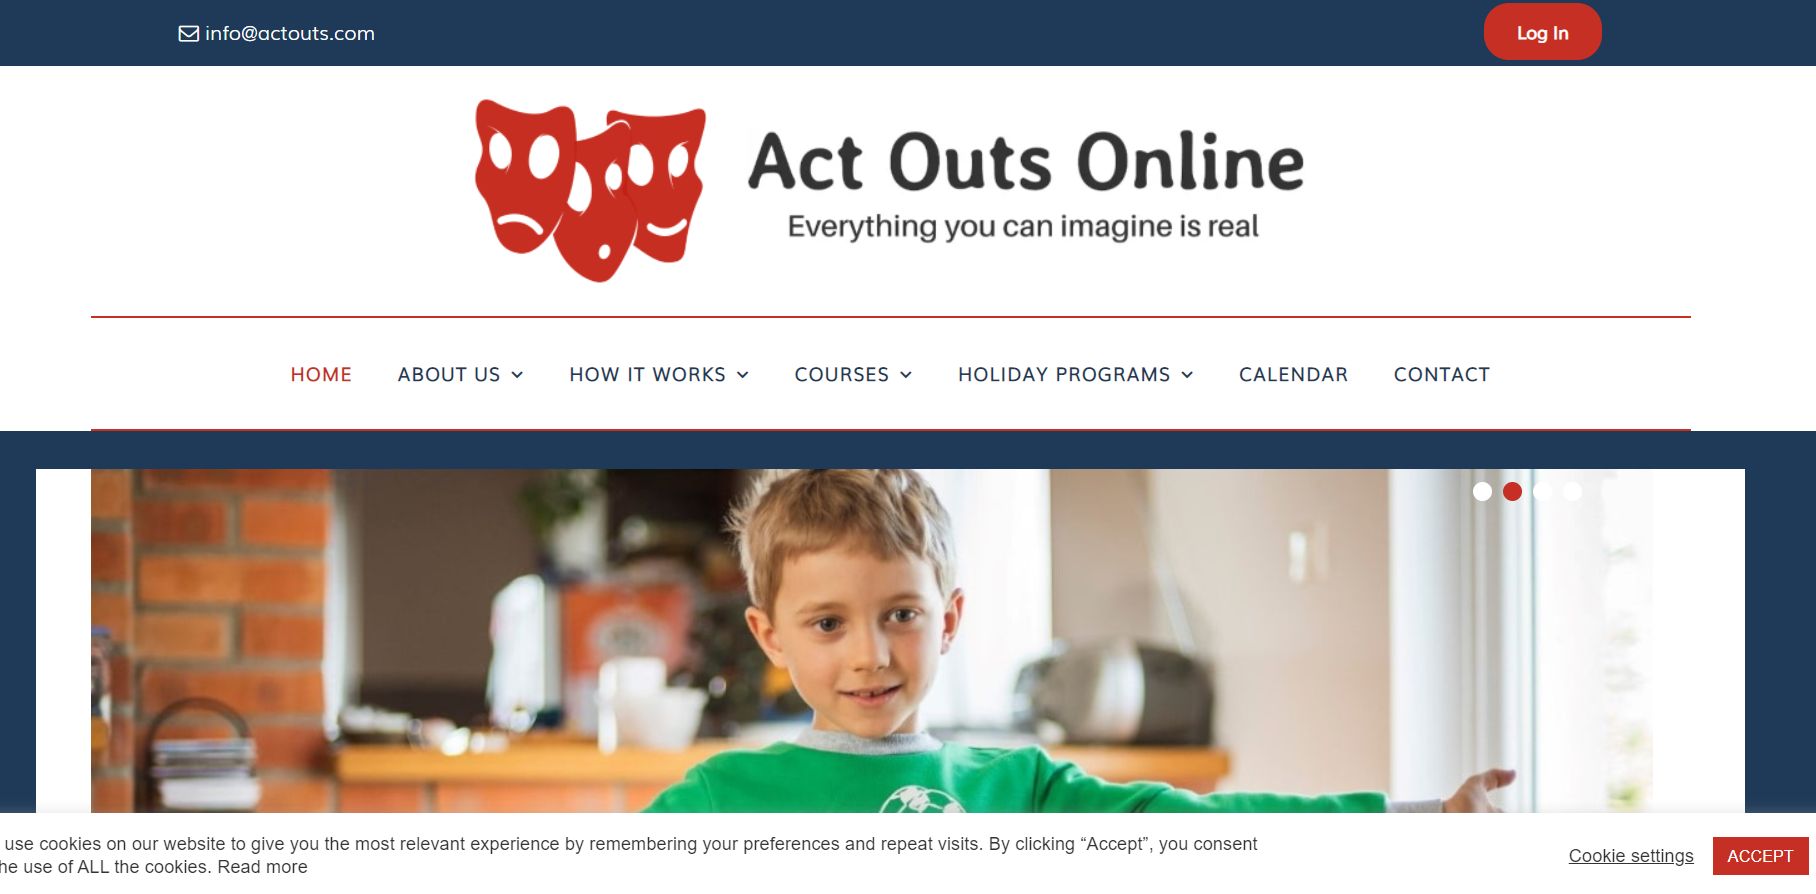 info@actouts.com
Log In
Act Outs Online
Everything you can imagine is real
HOME ABOUT US HOW IT WORKS COURSES HOLIDAY PROGRAMS CALENDAR CONTACT
use cookies on our website to give you the most relevant experience by remembering your preferences and repeat visits. By clicking “Accept”, you consent
he use of ALL the cookies. Read more
Cookie settings
ACCEPT